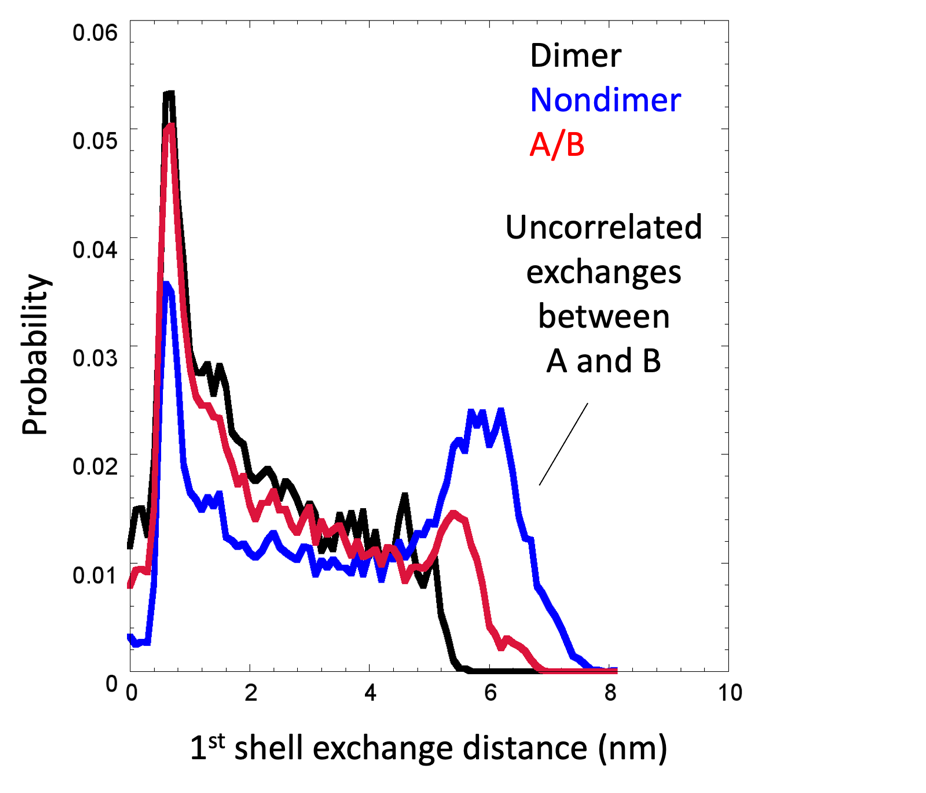 0.06
0.05
0.04
0.03
0.02
0.01
0
Probability
Dimer
Nondimer
A/B
Uncorrelated
exchanges
between
A and B
0 2 4 6 8 10
1st shell exchange distance (nm)